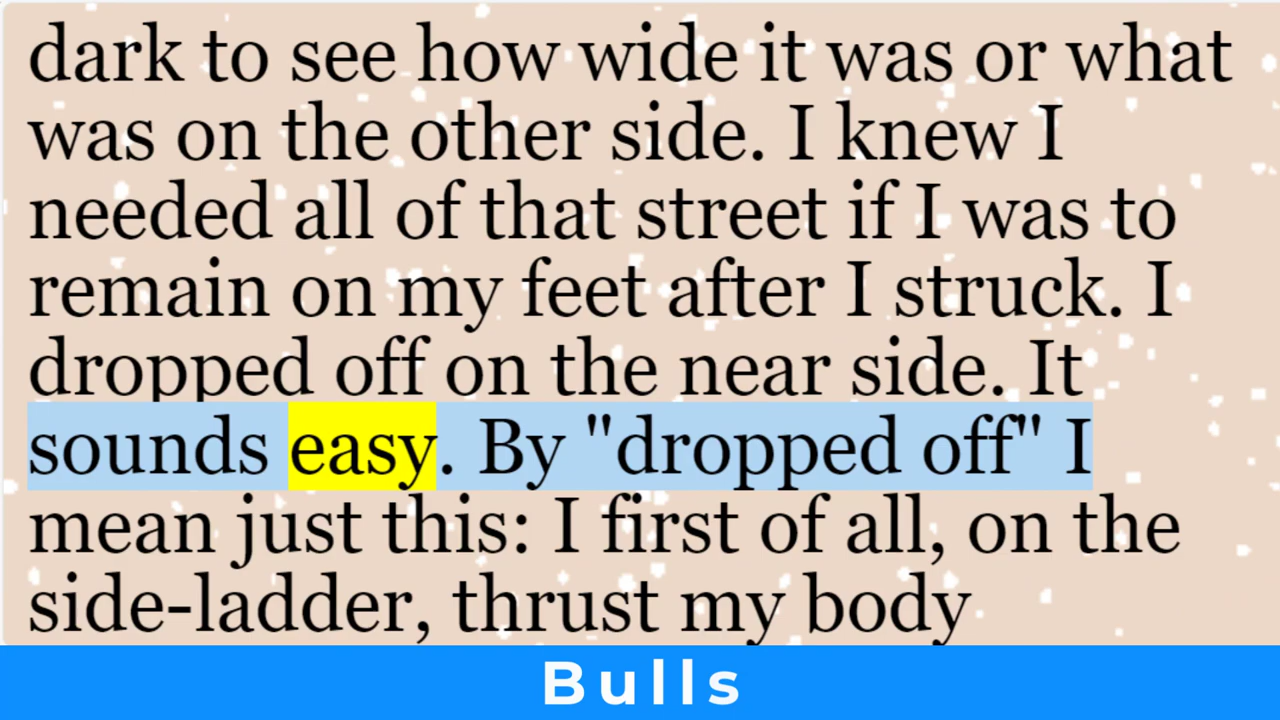 dark to see how wide it was or what
was on the other side. I knew I
needed all of that street if I was to
remain on my feet after I struck. I
dropped off on the near side. It
sounds easy. By "dropped off" I
mean just this: I first of all, on the
side-ladder, thrust my body
Bulls